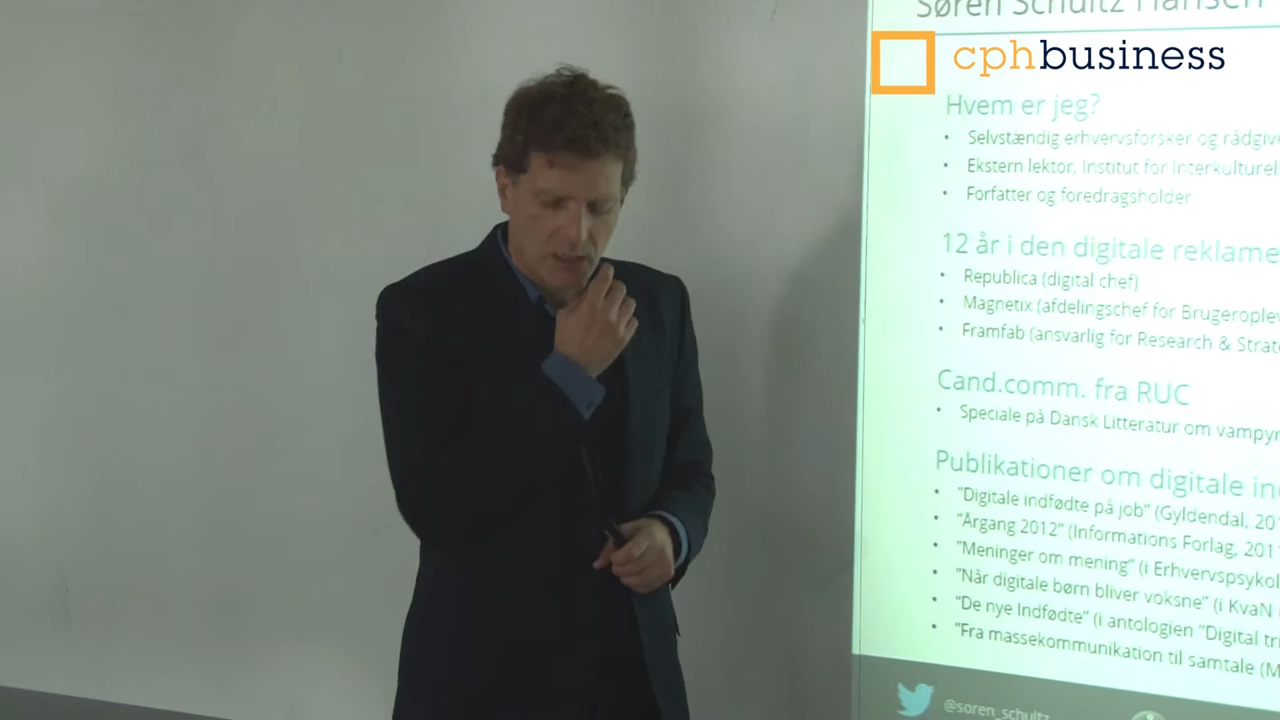 Søren Schultz Hansen
cphbusiness
Hvem er jeg?
• Selvstændig erhvervsforsker og rådgive
• Ekstern lektor, Institut for Interkulturel
• Forfatter og foredragsholder
12 år i den digitale reklame
• Republica (digital chef)
• Magnetix (afdelingschef for Brugeroplev
• Framfab (ansvarlig for Research & Strate
Cand.comm. fra RUC
• Speciale på Dansk Litteratur om vampyr
Publikationer om digitale in
• "Digitale indfødte på job" (Gyldendal, 20
• "Årgang 2012" (Informations Forlag, 201
• "Meninger om mening" (i Erhvervspsykol
• "Når digitale børn bliver voksne" (i KvaN
• "De nye Indfødte" (i antologien "Digital tri
• "Fra massekommunikation til samtale (M
@soren_schultz